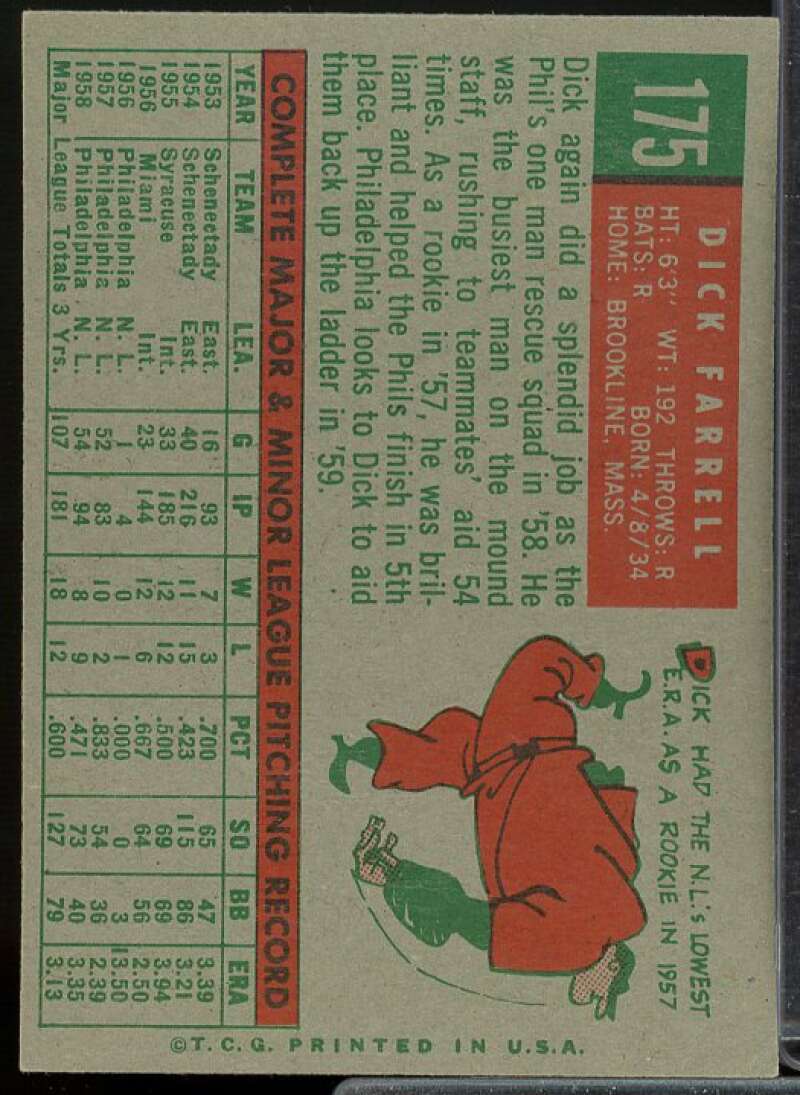 175
DICK FARRELL
HT: 6'3" WT: 192 THROWS: R
BATS: R BORN: 4/8/34
HOME: BROOKLINE, MASS.
Dick again did a splendid job as the
Phil's one man rescue squad in '58. He
was the busiest man on the mound
staff, rushing to teammates' aid 54
times. As a rookie in '57, he was bril-
liant and helped the Phils finish in 5th
place. Philadelphia looks to Dick to aid
them back up the ladder in '59.
DICK HAD THE N.L.'s LOWEST
E.R.A. AS A ROOKIE IN 1957
COMPLETE MAJOR & MINOR LEAGUE PITCHING RECORD
YEAR TEAM LEA. G IP W L PCT SO BB ERA
1953 Schenectady East. 16 93 7 3 .700 65 47 3.39
1954 Schenectady East. 40 216 11 15 .423 115 86 3.21
1955 Syracuse Int. 33 185 12 12 .500 69 69 3.94
1956 Miami Int. 23 144 12 6 .667 64 56 2.50
1956 Philadelphia N. L. 1 4 0 1 .000 0 3 13.50
1957 Philadelphia N. L. 52 83 10 2 .833 54 36 2.39
1958 Philadelphia N. L. 54 94 8 9 .471 73 40 3.35
Major League Totals 3 Yrs. 107 181 18 12 .600 127 79 3.13
©T.C.G. PRINTED IN U.S.A.